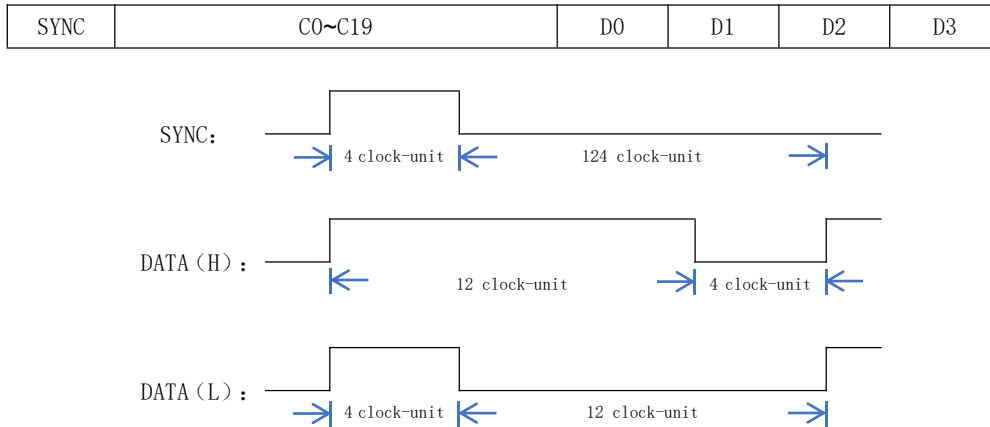 SYNC C0~C19 D0 D1 D2 D3
SYNC：
4 clock-unit 124 clock-unit
DATA（H）：
12 clock-unit 4 clock-unit
DATA（L）：
4 clock-unit 12 clock-unit